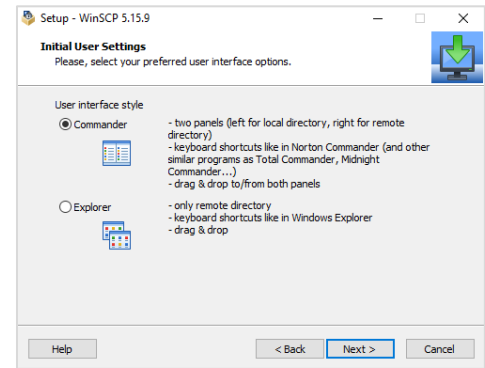 Setup - WinSCP 5.15.9
Initial User Settings
Please, select your preferred user interface options.
User interface style
Commander
- two panels (left for local directory, right for remote
directory)
- keyboard shortcuts like in Norton Commander (and other
similar programs as Total Commander, Midnight
Commander...)
- drag & drop to/from both panels
Explorer
- only remote directory
- keyboard shortcuts like in Windows Explorer
- drag & drop
Help
< Back
Next >
Cancel